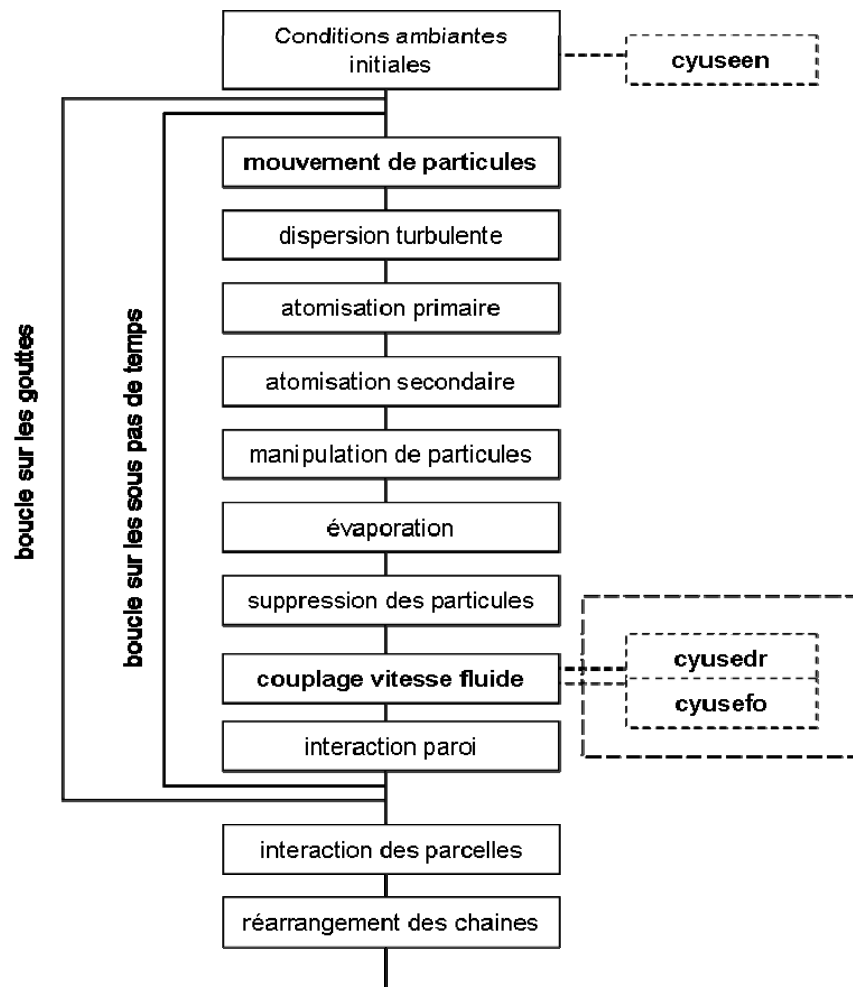 Conditions ambiantes
initiales
cyuseen
mouvement de particules
dispersion turbulente
atomisation primaire
atomisation secondaire
manipulation de particules
évaporation
suppression des particules
couplage vitesse fluide
cyusedr
cyusefo
interaction paroi
interaction des parcelles
réarrangement des chaines
boucle sur les gouttes
boucle sur les sous pas de temps